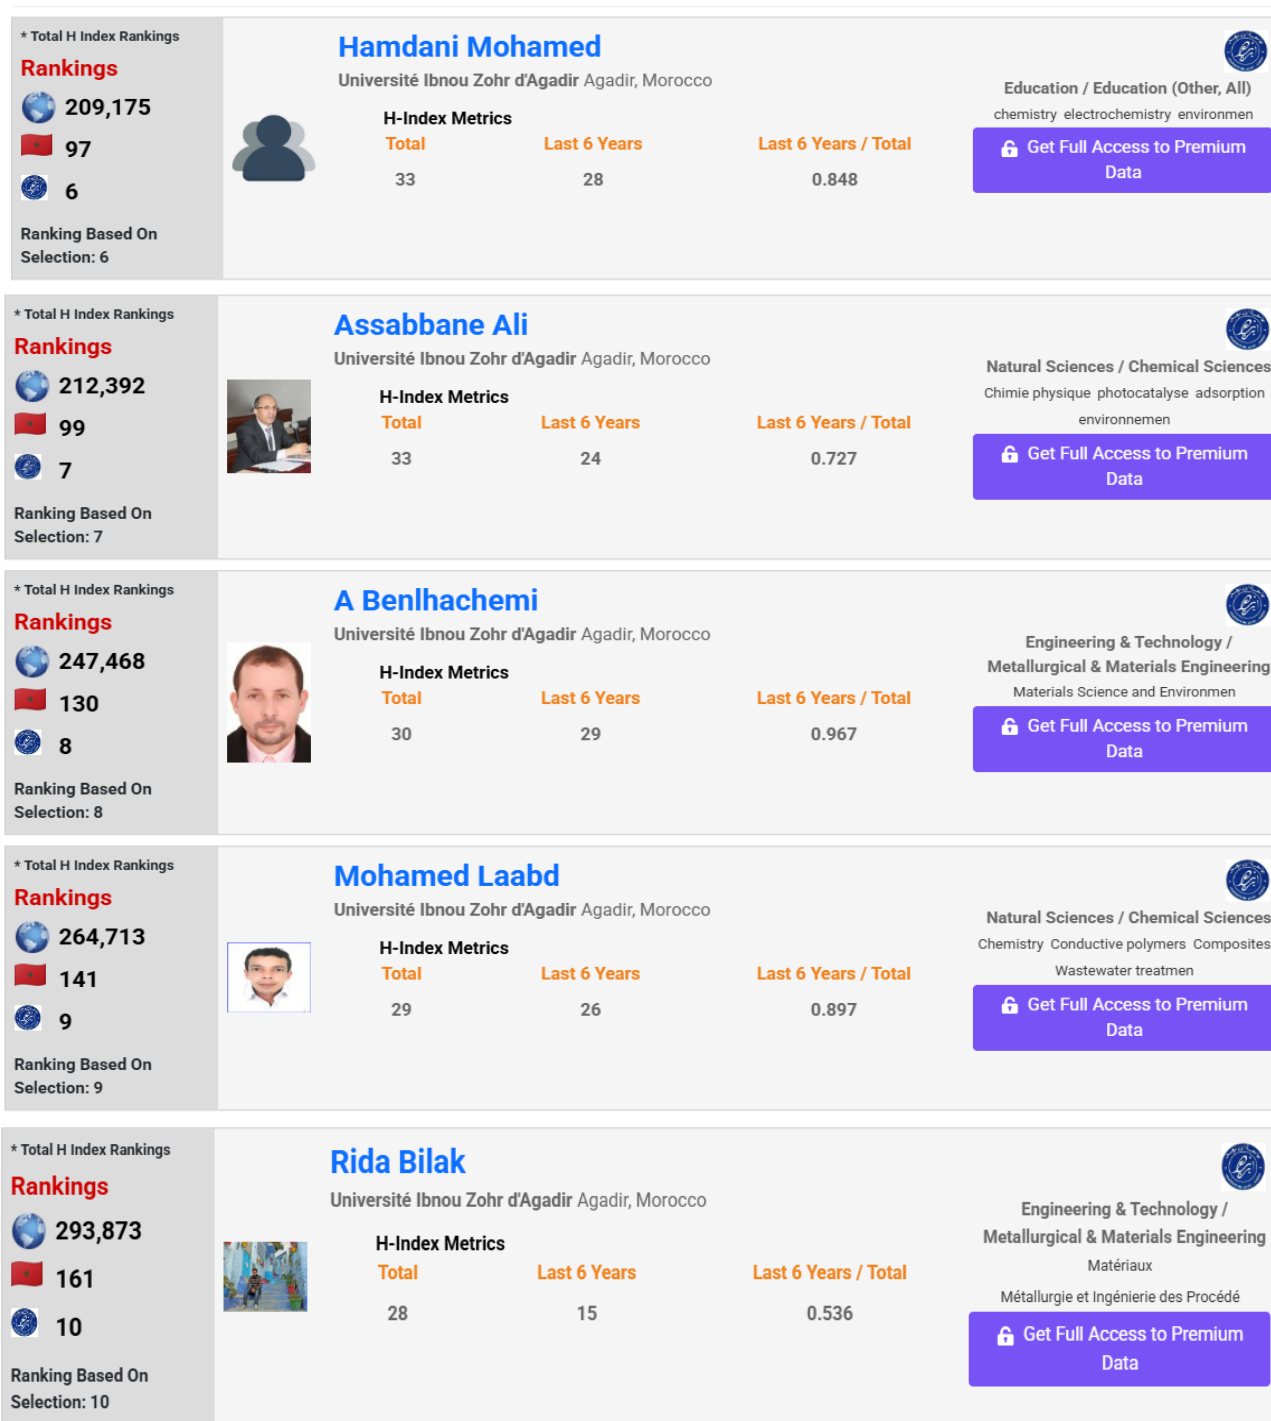 * Total H Index Rankings
Rankings
209,175
97
6
Ranking Based On
Selection: 6
Hamdani Mohamed
Université Ibnou Zohr d'Agadir Agadir, Morocco
H-Index Metrics
Total Last 6 Years Last 6 Years / Total
33 28 0.848
Education / Education (Other, All)
chemistry electrochemistry environmen
Get Full Access to Premium
Data
* Total H Index Rankings
Rankings
212,392
99
7
Ranking Based On
Selection: 7
Assabbane Ali
Université Ibnou Zohr d'Agadir Agadir, Morocco
H-Index Metrics
Total Last 6 Years Last 6 Years / Total
33 24 0.727
Natural Sciences / Chemical Sciences
Chimie physique photocatalyse adsorption
environnemen
Get Full Access to Premium
Data
* Total H Index Rankings
Rankings
247,468
130
8
Ranking Based On
Selection: 8
A Benlhachemi
Université Ibnou Zohr d'Agadir Agadir, Morocco
H-Index Metrics
Total Last 6 Years Last 6 Years / Total
30 29 0.967
Engineering & Technology /
Metallurgical & Materials Engineering
Materials Science and Environmen
Get Full Access to Premium
Data
* Total H Index Rankings
Rankings
264,713
141
9
Ranking Based On
Selection: 9
Mohamed Laabd
Université Ibnou Zohr d'Agadir Agadir, Morocco
H-Index Metrics
Total Last 6 Years Last 6 Years / Total
29 26 0.897
Natural Sciences / Chemical Sciences
Chemistry Conductive polymers Composites
Wastewater treatmen
Get Full Access to Premium
Data
* Total H Index Rankings
Rankings
293,873
161
10
Ranking Based On
Selection: 10
Rida Bilak
Université Ibnou Zohr d'Agadir Agadir, Morocco
H-Index Metrics
Total Last 6 Years Last 6 Years / Total
28 15 0.536
Engineering & Technology /
Metallurgical & Materials Engineering
Matériaux
Métallurgie et Ingénierie des Procédé
Get Full Access to Premium
Data